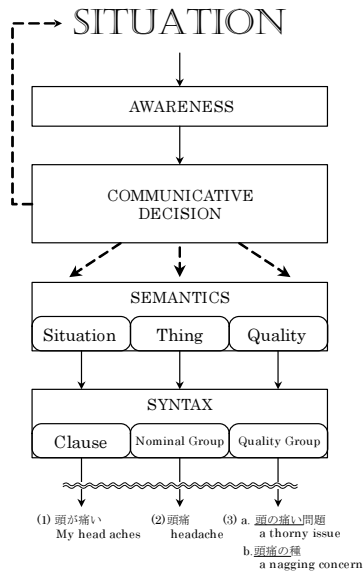 SITUATION
AWARENESS
COMMUNICATIVE
DECISION
SEMANTICS
Situation Thing Quality
SYNTAX
Clause Nominal Group Quality Group
(1) 頭が痛い (2) 頭痛 (3) a. 頭の痛い問題
My head aches headache a thorny issue
b. 頭痛の種
a nagging concern